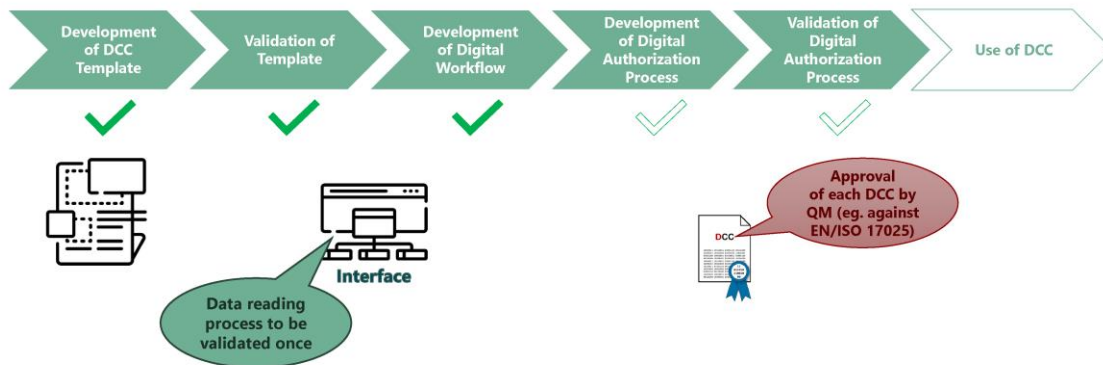 Development
of DCC
Template
Validation of
Template
Development
of Digital
Workflow
Development
of Digital
Authorization
Process
Validation
of Digital
Authorization
Process
Use of DCC
Approval
of each DCC by
QM (eg. against
EN/ISO 17025)
DCC
Interface
Data reading
process to be
validated once